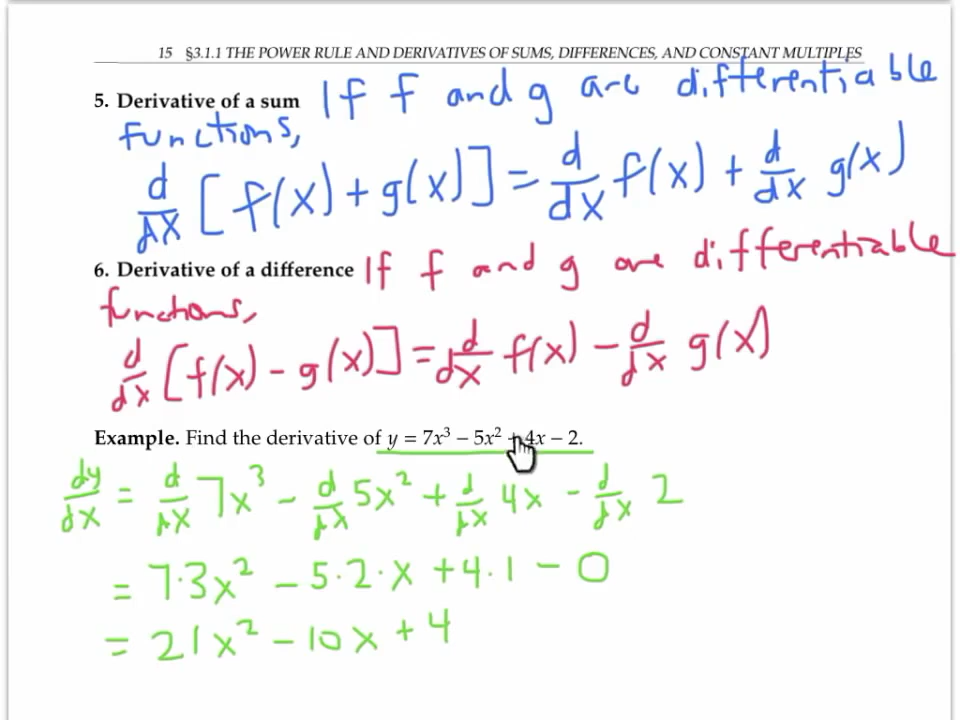 15 §3.1.1 THE POWER RULE AND DERIVATIVES OF SUMS, DIFFERENCES, AND CONSTANT MULTIPLES
5. Derivative of a sum If f and g are differentiable
functions,
d/dx [f(x) + g(x)] = d/dx f(x) + d/dx g(x)
6. Derivative of a difference If f and g are differentiable
functions,
d/dx [f(x) - g(x)] = d/dx f(x) - d/dx g(x)
Example. Find the derivative of y = 7x³ − 5x² + 4x − 2.
dy/dx = d/dx 7x³ - d/dx 5x² + d/dx 4x - d/dx 2
= 7·3x² - 5·2·x + 4·1 - 0
= 21x² - 10x + 4